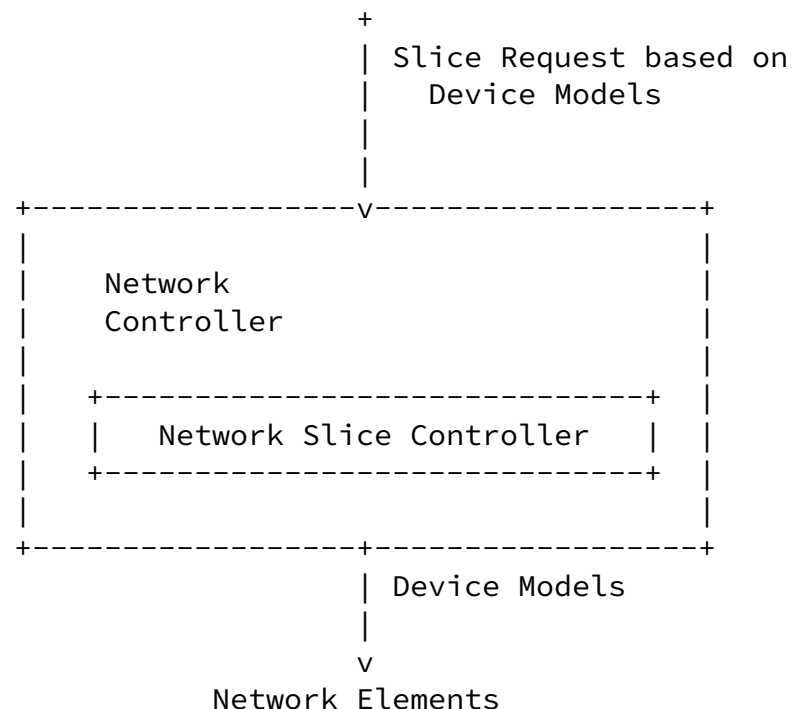 Slice Request based on
Device Models
Network
Controller
Network Slice Controller
Device Models
Network Elements